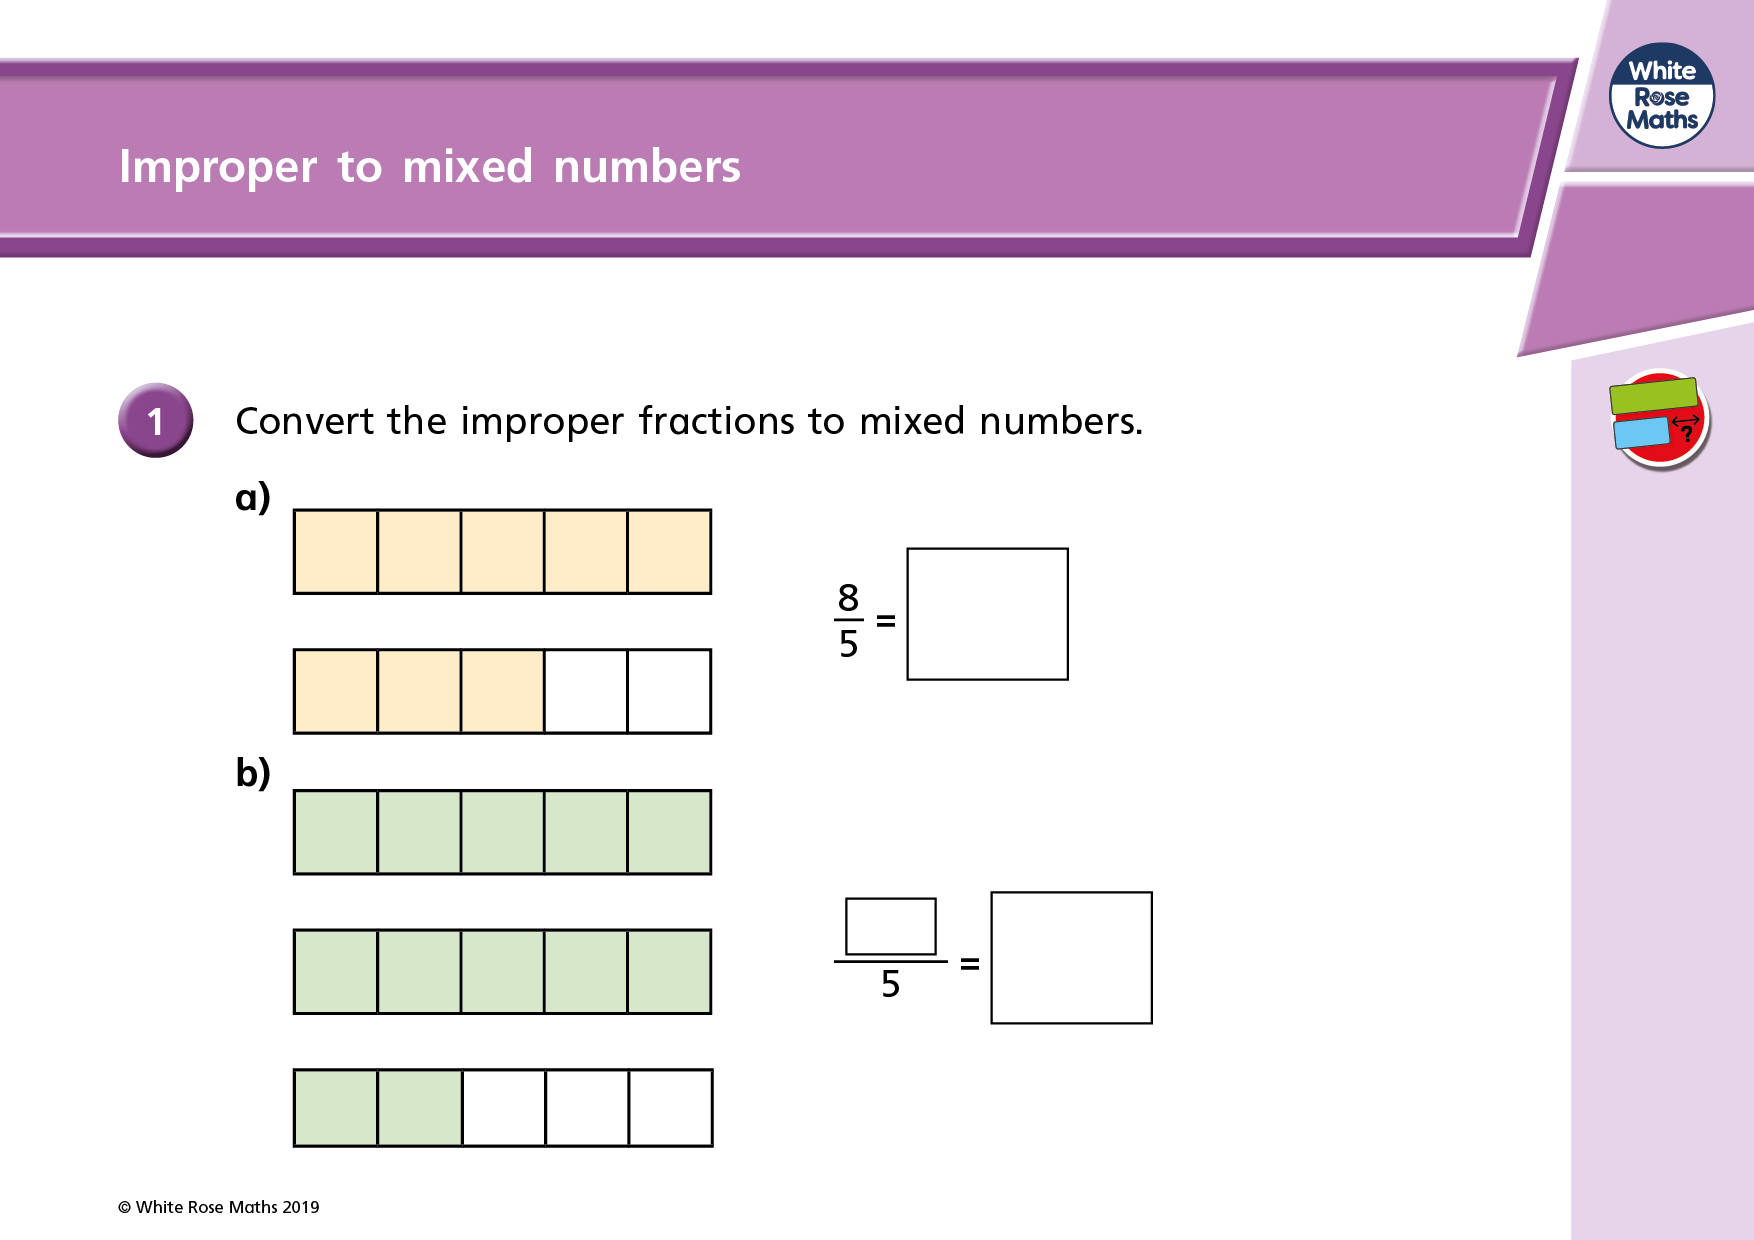 White
Rose
Maths
Improper to mixed numbers
1 Convert the improper fractions to mixed numbers.
?
a)
8
5
=
b)
5
=
© White Rose Maths 2019